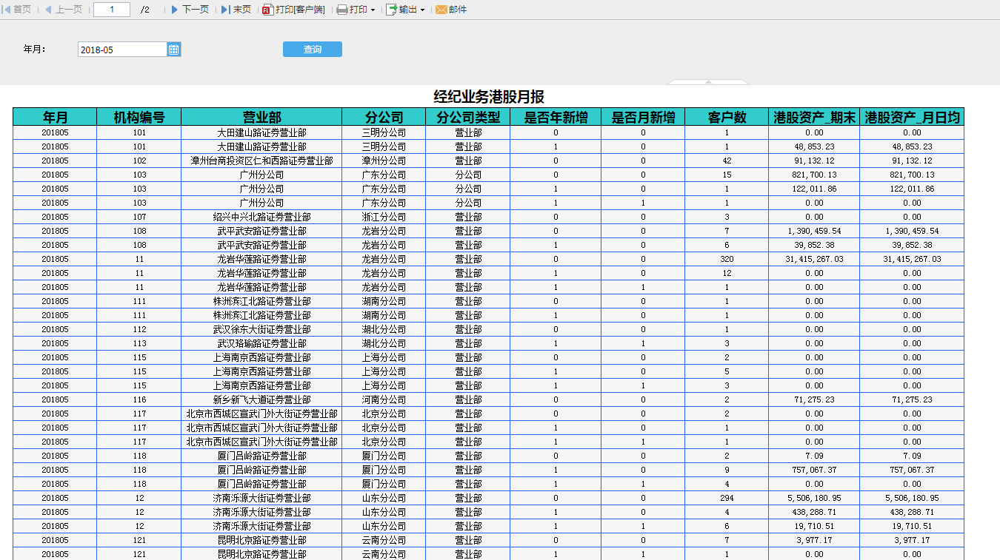 首页 上一页 1 /2 下一页 末页 打印[客户端] 打印 输出 邮件
年月: 2018-05 查询
经纪业务港股月报
年月 机构编号 营业部 分公司 分公司类型 是否年新增 是否月新增 客户数 港股资产_期末 港股资产_月日均
201805 101 大田建山路证券营业部 三明分公司 营业部 0 0 1 0.00 0.00
201805 101 大田建山路证券营业部 三明分公司 营业部 1 0 1 48,853.23 48,853.23
201805 102 漳州台商投资区仁和西路证券营业部 漳州分公司 营业部 0 0 42 91,132.12 91,132.12
201805 103 广州分公司 广东分公司 分公司 0 0 15 821,700.13 821,700.13
201805 103 广州分公司 广东分公司 分公司 1 0 1 122,011.86 122,011.86
201805 103 广州分公司 广东分公司 分公司 1 1 1 0.00 0.00
201805 107 绍兴中兴北路证券营业部 浙江分公司 营业部 0 0 3 0.00 0.00
201805 108 武平武安路证券营业部 龙岩分公司 营业部 0 0 7 1,390,459.54 1,390,459.54
201805 108 武平武安路证券营业部 龙岩分公司 营业部 1 0 6 39,852.38 39,852.38
201805 11 龙岩华莲路证券营业部 龙岩分公司 营业部 0 0 320 31,415,267.03 31,415,267.03
201805 11 龙岩华莲路证券营业部 龙岩分公司 营业部 1 0 12 0.00 0.00
201805 11 龙岩华莲路证券营业部 龙岩分公司 营业部 1 1 1 0.00 0.00
201805 111 株洲滨江北路证券营业部 湖南分公司 营业部 0 0 1 0.00 0.00
201805 111 株洲滨江北路证券营业部 湖南分公司 营业部 1 0 1 0.00 0.00
201805 112 武汉徐东大街证券营业部 湖北分公司 营业部 0 0 1 0.00 0.00
201805 113 武汉珞瑜路证券营业部 湖北分公司 营业部 1 1 3 0.00 0.00
201805 115 上海南京西路证券营业部 上海分公司 营业部 0 0 2 0.00 0.00
201805 115 上海南京西路证券营业部 上海分公司 营业部 1 0 5 0.00 0.00
201805 115 上海南京西路证券营业部 上海分公司 营业部 1 1 3 0.00 0.00
201805 116 新乡新飞大道证券营业部 河南分公司 营业部 0 0 2 71,275.23 71,275.23
201805 117 北京市西城区宣武门外大街证券营业部 北京分公司 营业部 0 0 2 0.00 0.00
201805 117 北京市西城区宣武门外大街证券营业部 北京分公司 营业部 1 0 1 0.00 0.00
201805 117 北京市西城区宣武门外大街证券营业部 北京分公司 营业部 1 1 1 0.00 0.00
201805 118 厦门吕岭路证券营业部 厦门分公司 营业部 0 0 2 7.09 7.09
201805 118 厦门吕岭路证券营业部 厦门分公司 营业部 1 0 9 757,067.37 757,067.37
201805 118 厦门吕岭路证券营业部 厦门分公司 营业部 1 1 4 0.00 0.00
201805 12 济南泺源大街证券营业部 山东分公司 营业部 0 0 294 5,506,180.95 5,506,180.95
201805 12 济南泺源大街证券营业部 山东分公司 营业部 1 0 4 438,288.71 438,288.71
201805 12 济南泺源大街证券营业部 山东分公司 营业部 1 1 6 19,710.51 19,710.51
201805 121 昆明北京路证券营业部 云南分公司 营业部 0 0 7 3,977.17 3,977.17
201805 121 昆明北京路证券营业部 云南分公司 营业部 1 1 1 0.00 0.00